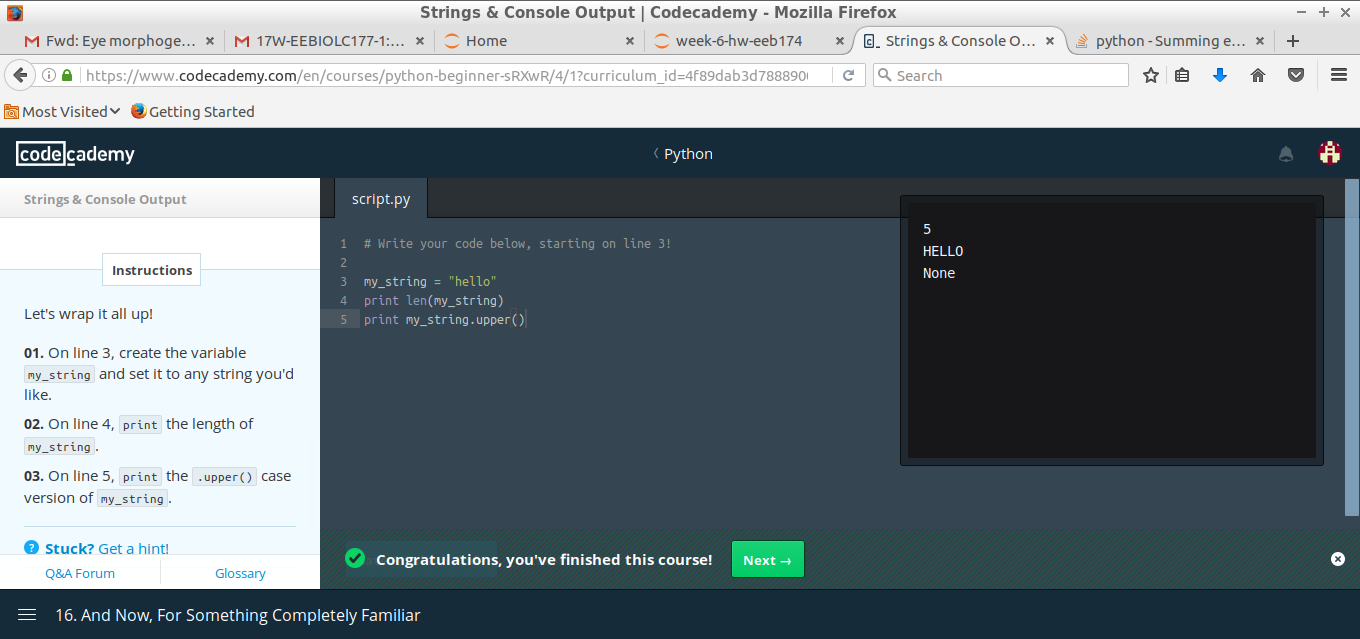 Strings & Console Output | Codecademy - Mozilla Firefox
Fwd: Eye morphoge...
17W-EEBIOLC177-1:...
Home
week-6-hw-eeb174
Strings & Console O...
python - Summing e...
https://www.codecademy.com/en/courses/python-beginner-sRXwR/4/1?curriculum_id=4f89dab3d788890
Search
Most Visited
Getting Started
codecademy
Python
Strings & Console Output
Instructions
Let's wrap it all up!
01. On line 3, create the variable
my_string and set it to any string you'd
like.
02. On line 4, print the length of
my_string.
03. On line 5, print the .upper() case
version of my_string.
? Stuck? Get a hint!
Q&A Forum
Glossary
script.py
1 # Write your code below, starting on line 3!
2
3 my_string = "hello"
4 print len(my_string)
5 print my_string.upper()
5
HELLO
None
Congratulations, you've finished this course!
Next →
16. And Now, For Something Completely Familiar